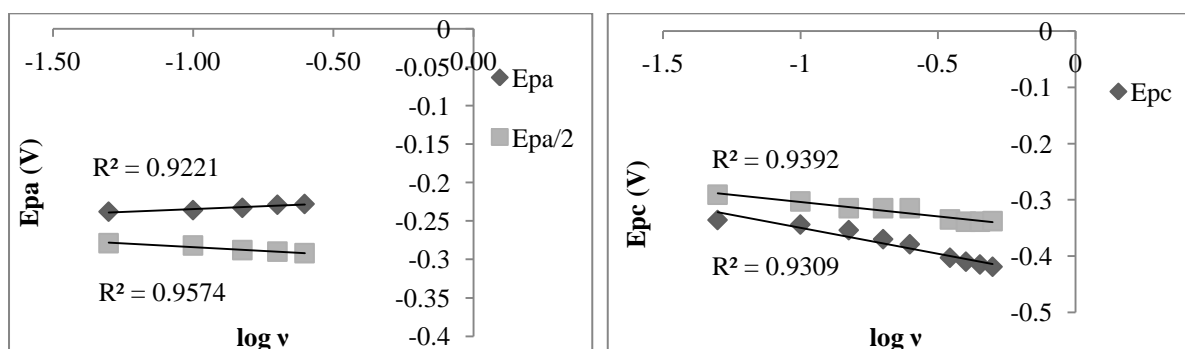 0
-1.50
-1.00
-0.50
0.00
-0.05
-0.1
-0.15
-0.2
-0.25
-0.3
-0.35
-0.4
Epa (V)
log ν
R² = 0.9221
R² = 0.9574
Epa
Epa/2
0
-1.5
-1
-0.5
0
-0.1
-0.2
-0.3
-0.4
-0.5
Epc (V)
log ν
R² = 0.9392
R² = 0.9309
Epc